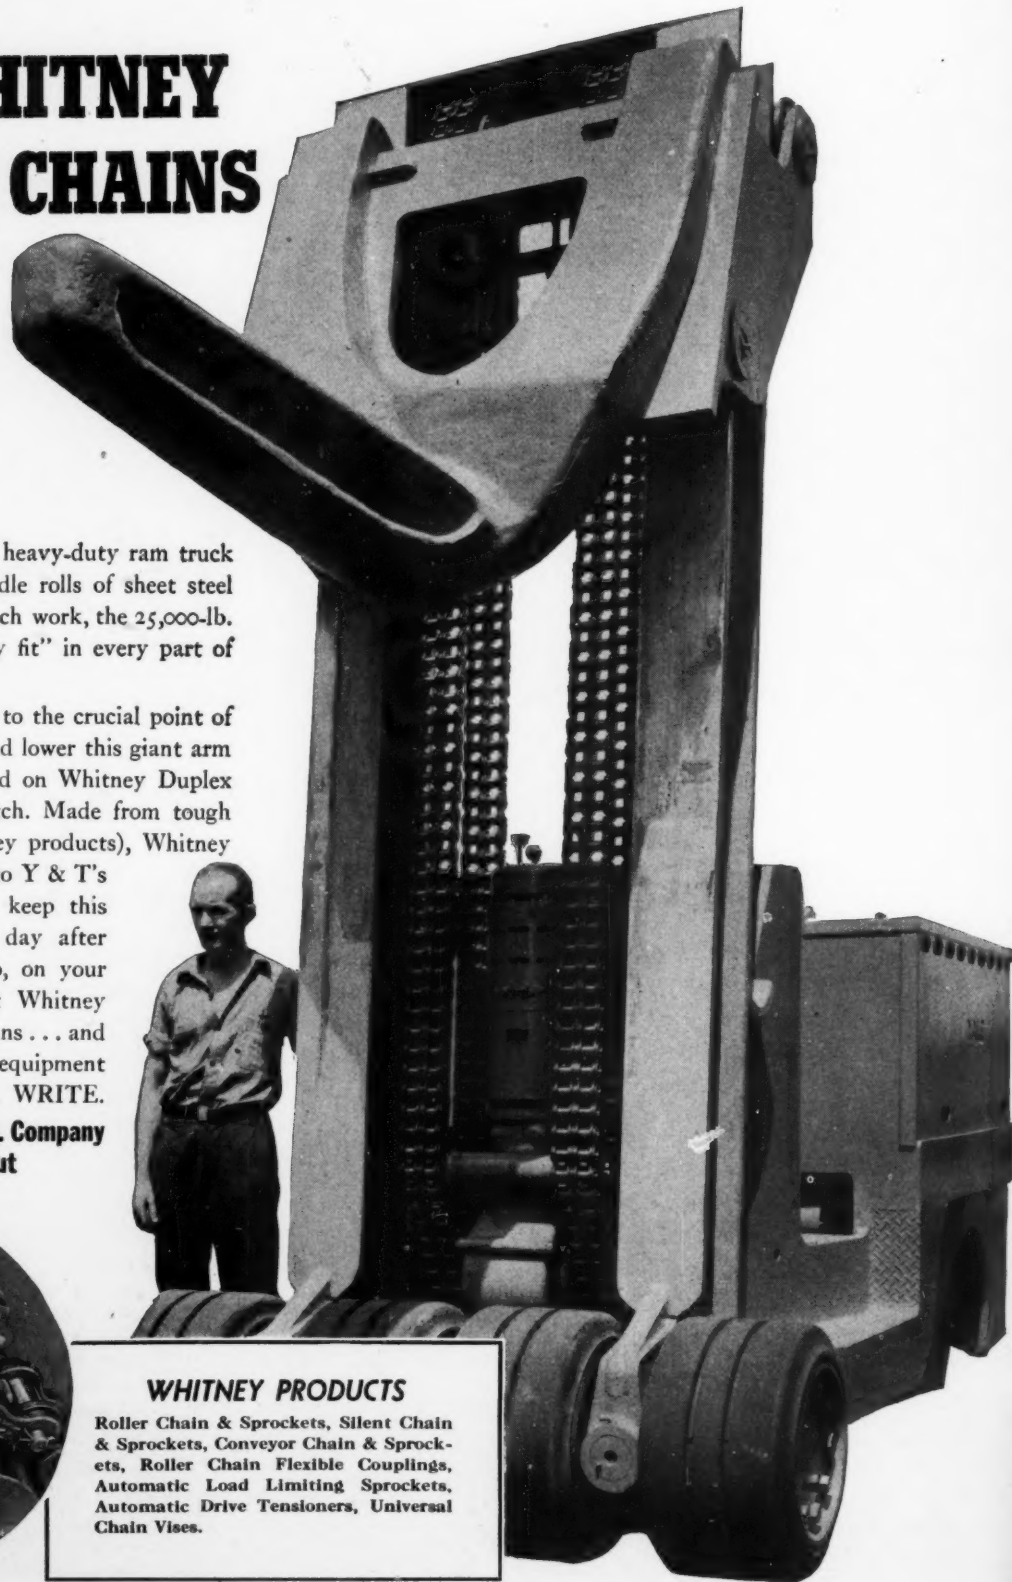 HITNEY
CHAINS
heavy-duty ram truck
dle rolls of sheet steel
ch work, the 25,000-lb.
y fit" in every part of
to the crucial point of
d lower this giant arm
d on Whitney Duplex
rch. Made from tough
ey products), Whitney
o Y & T's
keep this
day after
o, on your
Whitney
ns . . . and
equipment
WRITE.
. Company
ut
WHITNEY PRODUCTS
Roller Chain & Sprockets, Silent Chain
& Sprockets, Conveyor Chain & Sprock-
ets, Roller Chain Flexible Couplings,
Automatic Load Limiting Sprockets,
Automatic Drive Tensioners, Universal
Chain Vises.